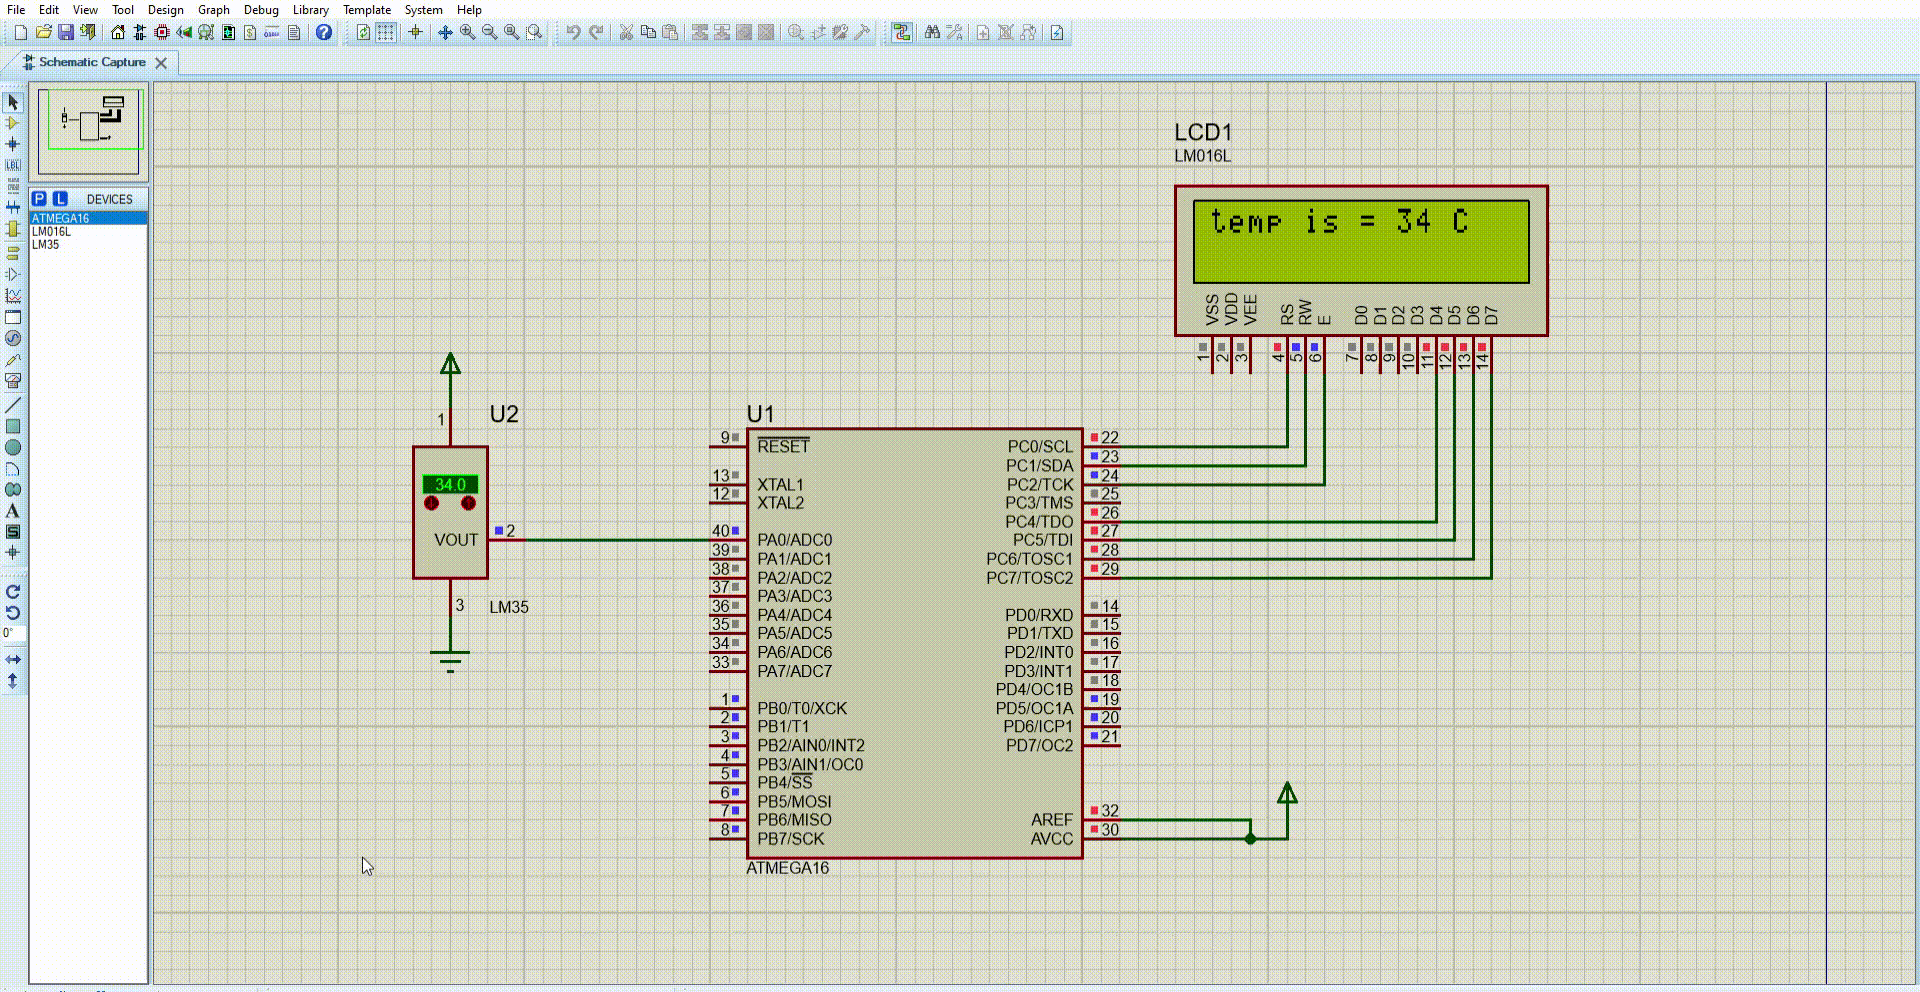 File Edit View Tool Design Graph Debug Library Template System Help
Schematic Capture
P L DEVICES
ATMEGA16
LM016L
LM35
LBL
A
S
0°
LCD1
LM016L
temp is = 34 C
VSS VDD VEE RS RW E D0 D1 D2 D3 D4 D5 D6 D7
1 2 3 4 5 6 7 8 9 10 11 12 13 14
U2
1
34.0
VOUT 2
3 LM35
U1
9 RESET PC0/SCL 22
PC1/SDA 23
13 XTAL1 PC2/TCK 24
12 XTAL2 PC3/TMS 25
PC4/TDO 26
40 PA0/ADC0 PC5/TDI 27
39 PA1/ADC1 PC6/TOSC1 28
38 PA2/ADC2 PC7/TOSC2 29
37 PA3/ADC3
36 PA4/ADC4 PD0/RXD 14
35 PA5/ADC5 PD1/TXD 15
34 PA6/ADC6 PD2/INT0 16
33 PA7/ADC7 PD3/INT1 17
PD4/OC1B 18
1 PB0/T0/XCK PD5/OC1A 19
2 PB1/T1 PD6/ICP1 20
3 PB2/AIN0/INT2 PD7/OC2 21
4 PB3/AIN1/OC0
5 PB4/SS
6 PB5/MOSI
7 PB6/MISO AREF 32
8 PB7/SCK AVCC 30
ATMEGA16